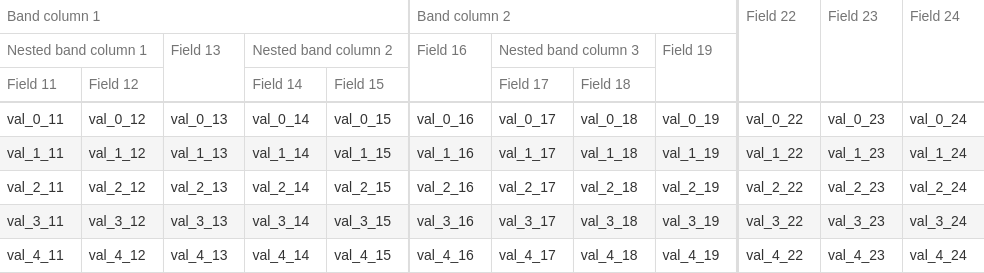 Band column 1 Band column 2 Field 22 Field 23 Field 24
Nested band column 1 Field 13 Nested band column 2 Field 16 Nested band column 3 Field 19
Field 11 Field 12 Field 14 Field 15 Field 17 Field 18
val_0_11 val_0_12 val_0_13 val_0_14 val_0_15 val_0_16 val_0_17 val_0_18 val_0_19 val_0_22 val_0_23 val_0_24
val_1_11 val_1_12 val_1_13 val_1_14 val_1_15 val_1_16 val_1_17 val_1_18 val_1_19 val_1_22 val_1_23 val_1_24
val_2_11 val_2_12 val_2_13 val_2_14 val_2_15 val_2_16 val_2_17 val_2_18 val_2_19 val_2_22 val_2_23 val_2_24
val_3_11 val_3_12 val_3_13 val_3_14 val_3_15 val_3_16 val_3_17 val_3_18 val_3_19 val_3_22 val_3_23 val_3_24
val_4_11 val_4_12 val_4_13 val_4_14 val_4_15 val_4_16 val_4_17 val_4_18 val_4_19 val_4_22 val_4_23 val_4_24